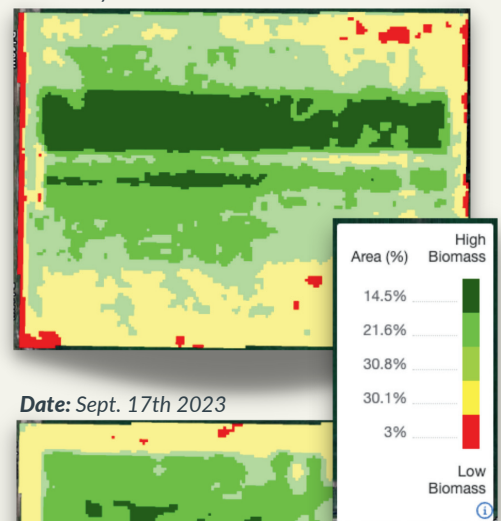 High
Area (%) Biomass
14.5%
21.6%
30.8%
30.1%
3%
Low
Biomass
i
Date: Sept. 17th 2023